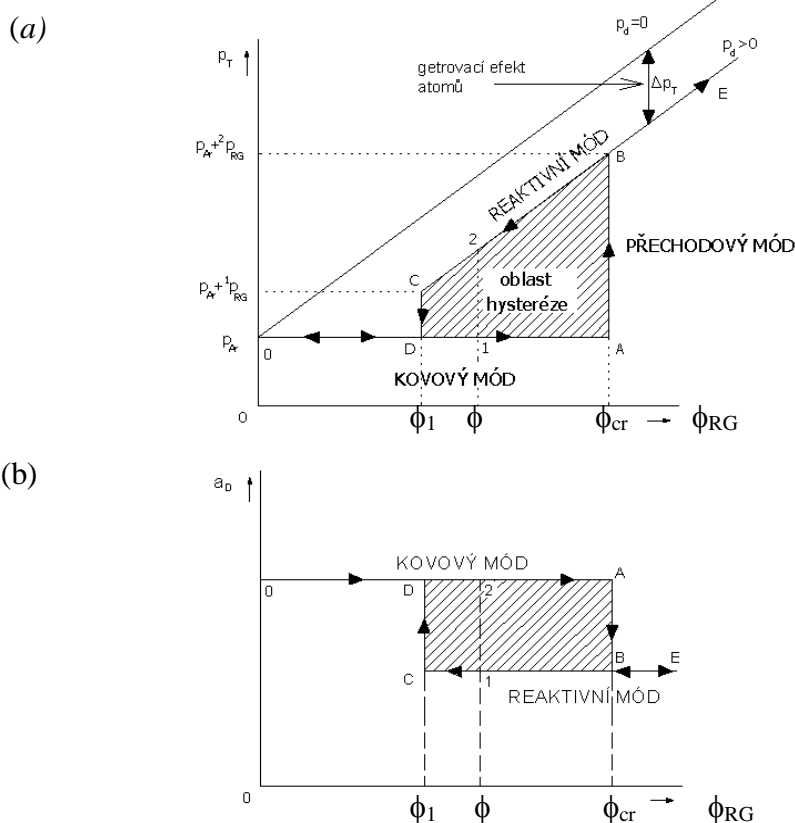 (a)
p_d=0
p_T
p_d>0
getrovací efekt
atomů
Δp_T
E
p_Ar+²p_RG
B
REAKTIVNÍ MÓD
PŘECHODOVÝ MÓD
2
C
oblast
hysteréze
p_Ar+¹p_RG
p_Ar
0
D
1
A
KOVOVÝ MÓD
0
ϕ1
ϕ
ϕcr
ϕRG
(b)
a_D
KOVOVÝ MÓD
A
0
D
2
B
E
C
1
REAKTIVNÍ MÓD
0
ϕ1
ϕ
ϕcr
ϕRG